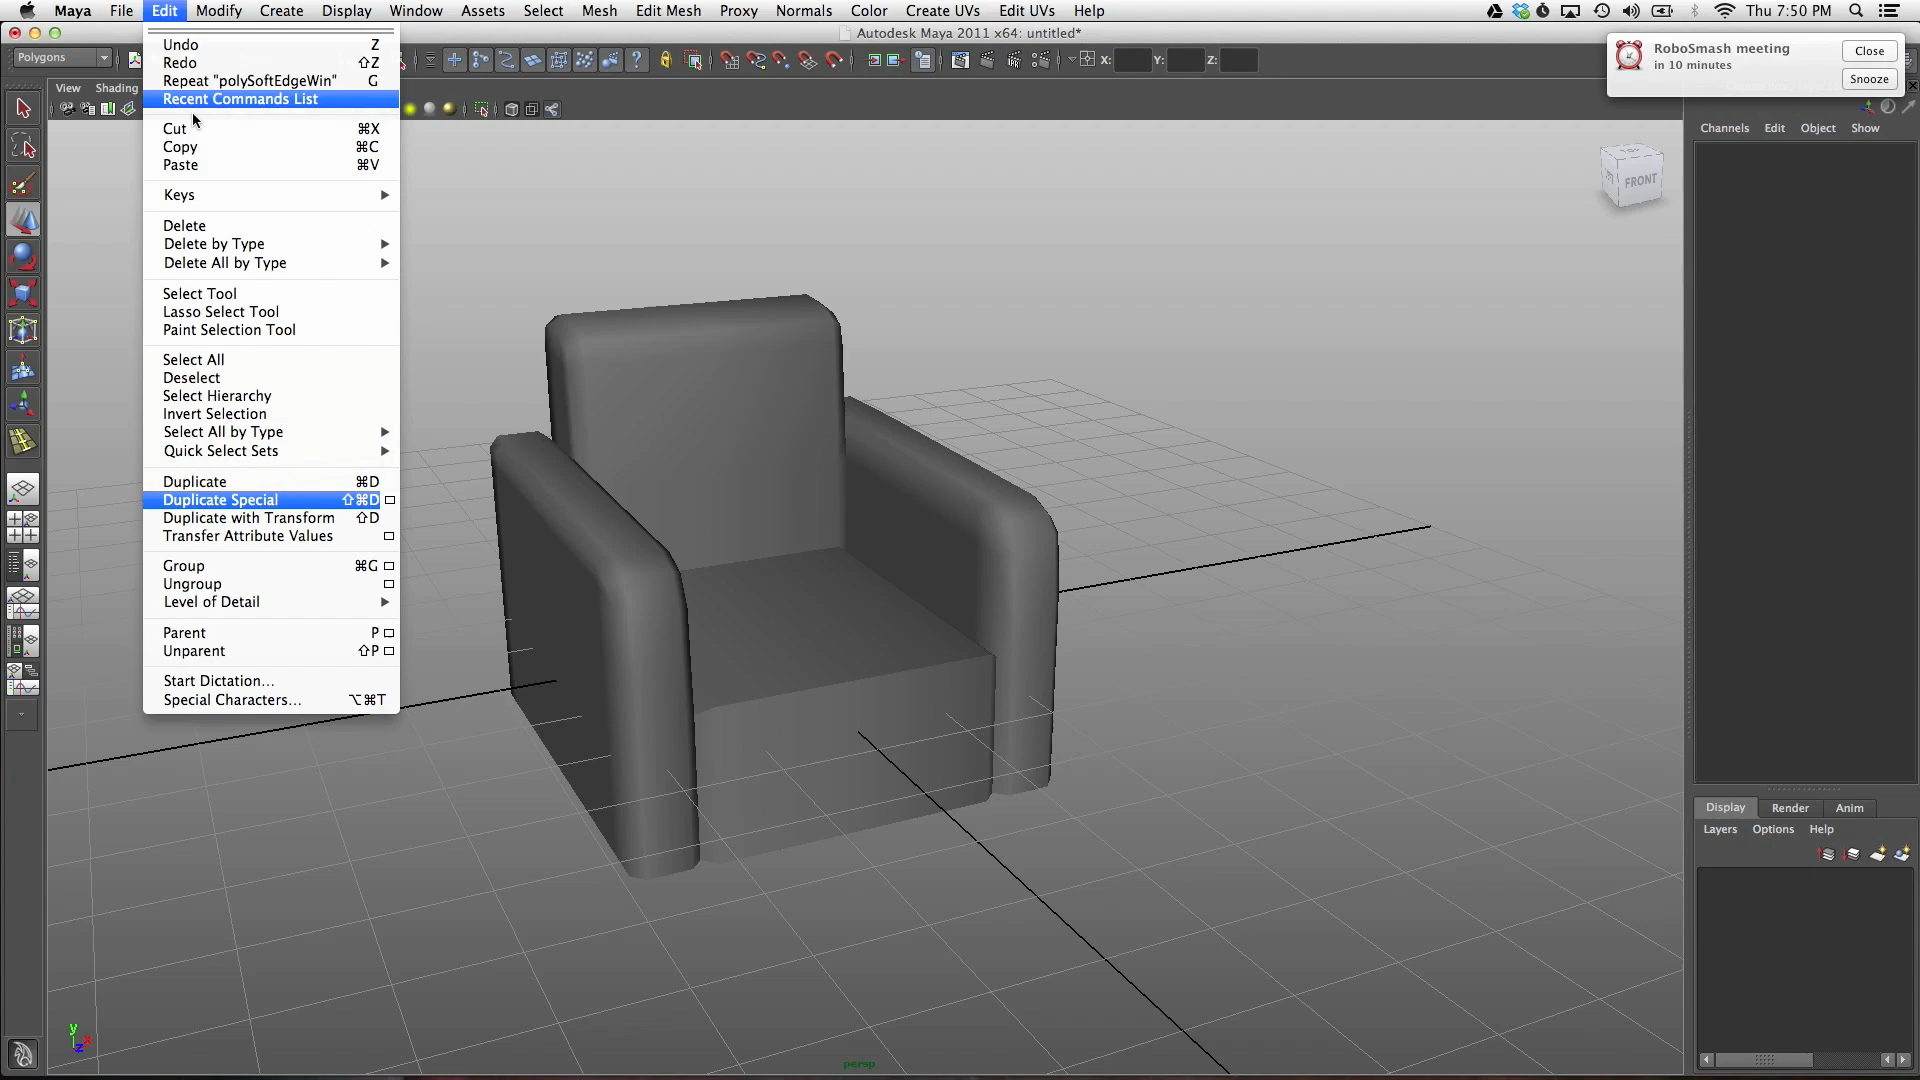 Maya File Edit Modify Create Display Window Assets Select Mesh Edit Mesh Proxy Normals Color Create UVs Edit UVs Help Thu 7:50 PM
Autodesk Maya 2011 x64: untitled*
Polygons
X: Y: Z:
RoboSmash meeting
in 10 minutes
Close
Snooze
View Shading
Undo Z
Redo ⇧Z
Repeat "polySoftEdgeWin" G
Recent Commands List
Cut ⌘X
Copy ⌘C
Paste ⌘V
Keys
Delete
Delete by Type
Delete All by Type
Select Tool
Lasso Select Tool
Paint Selection Tool
Select All
Deselect
Select Hierarchy
Invert Selection
Select All by Type
Quick Select Sets
Duplicate ⌘D
Duplicate Special ⇧⌘D
Duplicate with Transform ⇧D
Transfer Attribute Values
Group ⌘G
Ungroup
Level of Detail
Parent P
Unparent ⇧P
Start Dictation...
Special Characters... ⌥⌘T
FRONT
Channels Edit Object Show
Display Render Anim
Layers Options Help
y
x
z
persp